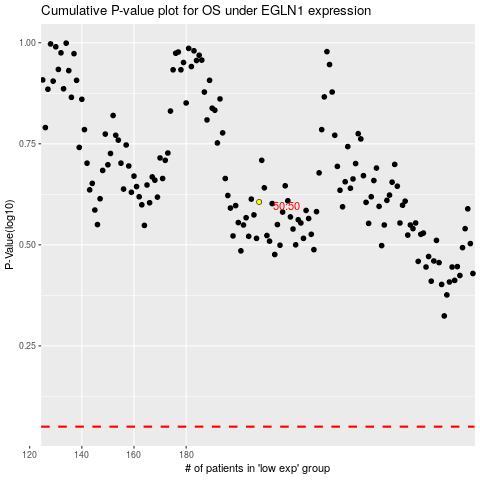 Cumulative P-value plot for OS under EGLN1 expression
1.00
0.75
0.50
0.25
P-Value(log10)
50:50
120 140 160 180
# of patients in 'low exp' group